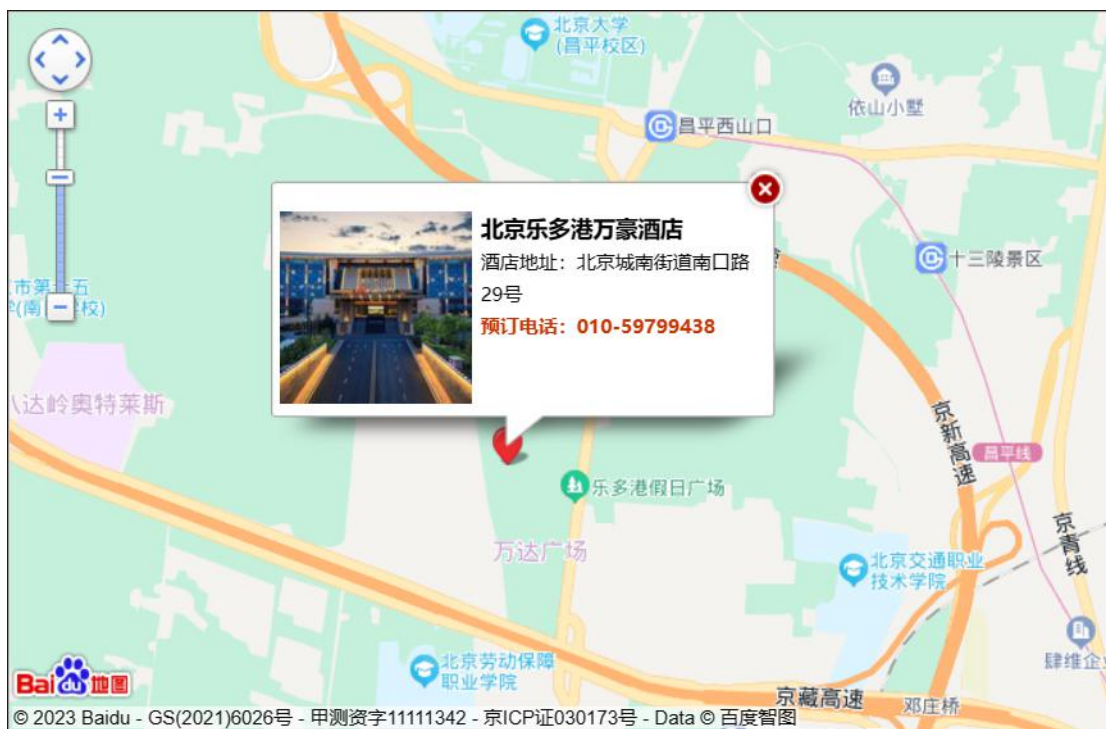 北京大学
(昌平校区)
依山小墅
昌平西山口
北京乐多港万豪酒店
酒店地址：北京城南街道南口路
29号
预订电话：010-59799438
十三陵景区
市第
五
(南
校)
达岭奥特莱斯
京新高速
昌平线
乐多港假日广场
万达广场
京青线
北京交通职业
技术学院
北京劳动保障
职业学院
肆维企
Bai du 地图
京藏高速
邓庄桥
© 2023 Baidu - GS(2021)6026号 - 甲测资字11111342 - 京ICP证030173号 - Data © 百度智图